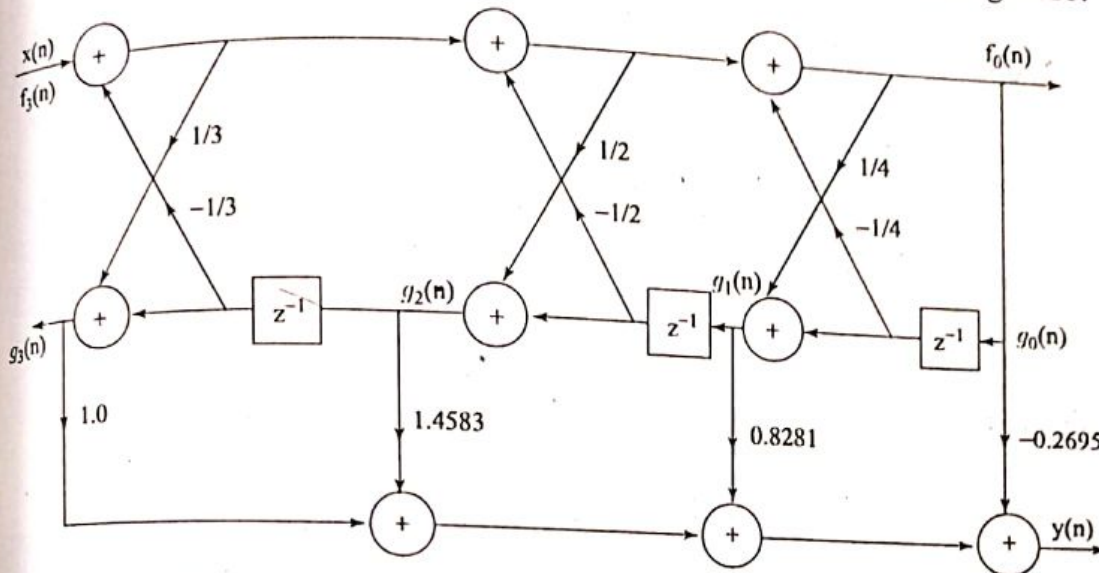 x(n)
f₃(n)
+
+
+
f₀(n)
1/3
-1/3
1/2
-1/2
1/4
-1/4
g₃(n)
+
z⁻¹
g₂(n)
+
z⁻¹
g₁(n)
+
z⁻¹
g₀(n)
1.0
1.4583
0.8281
-0.2695
+
+
+
y(n)